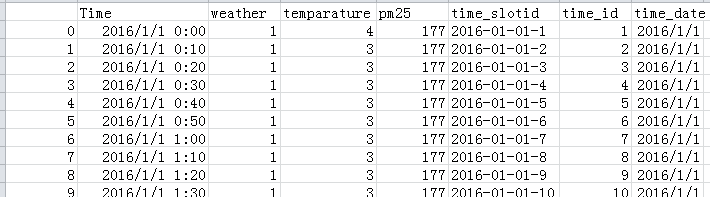 Time weather temparature pm25 time_slotid time_id time_date
0 2016/1/1 0:00 1 4 177 2016-01-01-1 1 2016/1/1
1 2016/1/1 0:10 1 3 177 2016-01-01-2 2 2016/1/1
2 2016/1/1 0:20 1 3 177 2016-01-01-3 3 2016/1/1
3 2016/1/1 0:30 1 3 177 2016-01-01-4 4 2016/1/1
4 2016/1/1 0:40 1 3 177 2016-01-01-5 5 2016/1/1
5 2016/1/1 0:50 1 3 177 2016-01-01-6 6 2016/1/1
6 2016/1/1 1:00 1 3 177 2016-01-01-7 7 2016/1/1
7 2016/1/1 1:10 1 3 177 2016-01-01-8 8 2016/1/1
8 2016/1/1 1:20 1 3 177 2016-01-01-9 9 2016/1/1
9 2016/1/1 1:30 1 3 177 2016-01-01-10 10 2016/1/1